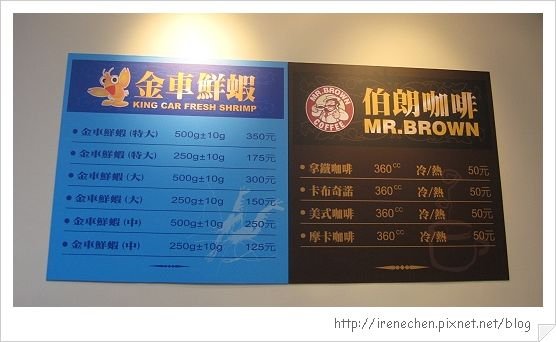 金車鮮蝦
KING CAR FRESH SHRIMP
金車鮮蝦(特大) 500g±10g 350元
金車鮮蝦(特大) 250g±10g 175元
金車鮮蝦(大) 500g±10g 300元
金車鮮蝦(大) 250g±10g 150元
金車鮮蝦(中) 500g±10g 250元
金車鮮蝦(中) 250g±10g 125元
MR.BROWN
COFFEE
伯朗咖啡
MR.BROWN
拿鐵咖啡 360cc 冷/熱 50元
卡布奇諾 360cc 冷/熱 50元
美式咖啡 360cc 冷/熱 50元
摩卡咖啡 360cc 冷/熱 50元
http://irenechen.pixnet.net/blog